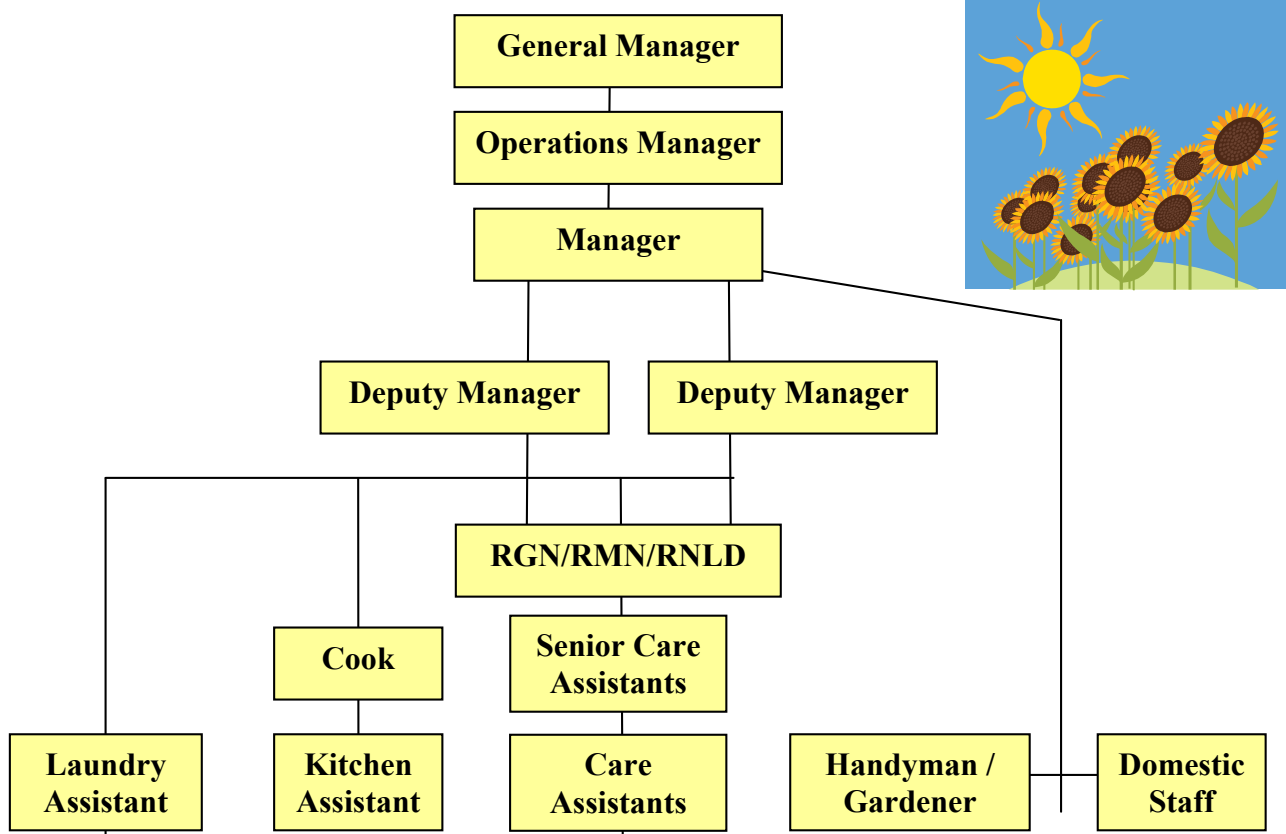 General Manager
Operations Manager
Manager
Deputy Manager
Deputy Manager
RGN/RMN/RNLD
Cook
Senior Care
Assistants
Laundry
Assistant
Kitchen
Assistant
Care
Assistants
Handyman /
Gardener
Domestic
Staff